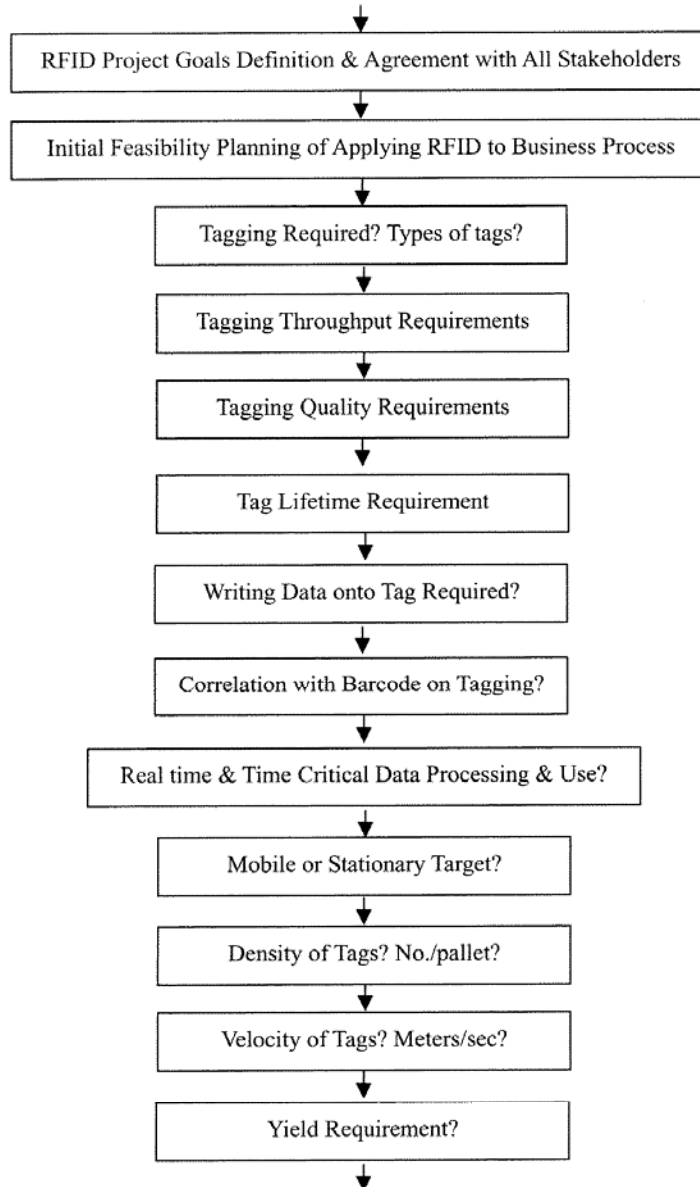 RFID Project Goals Definition & Agreement with All Stakeholders
Initial Feasibility Planning of Applying RFID to Business Process
Tagging Required? Types of tags?
Tagging Throughput Requirements
Tagging Quality Requirements
Tag Lifetime Requirement
Writing Data onto Tag Required?
Correlation with Barcode on Tagging?
Real time & Time Critical Data Processing & Use?
Mobile or Stationary Target?
Density of Tags? No./pallet?
Velocity of Tags? Meters/sec?
Yield Requirement?